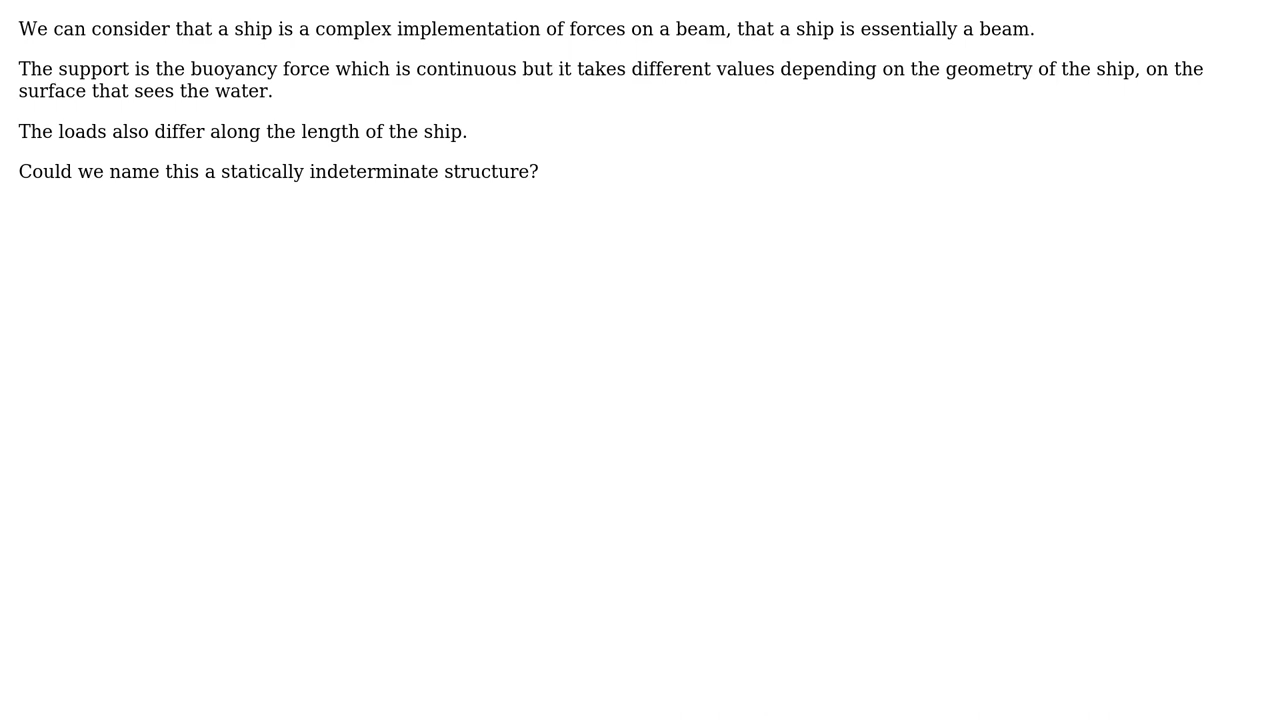 We can consider that a ship is a complex implementation of forces on a beam, that a ship is essentially a beam.
The support is the buoyancy force which is continuous but it takes different values depending on the geometry of the ship, on the
surface that sees the water.
The loads also differ along the length of the ship.
Could we name this a statically indeterminate structure?